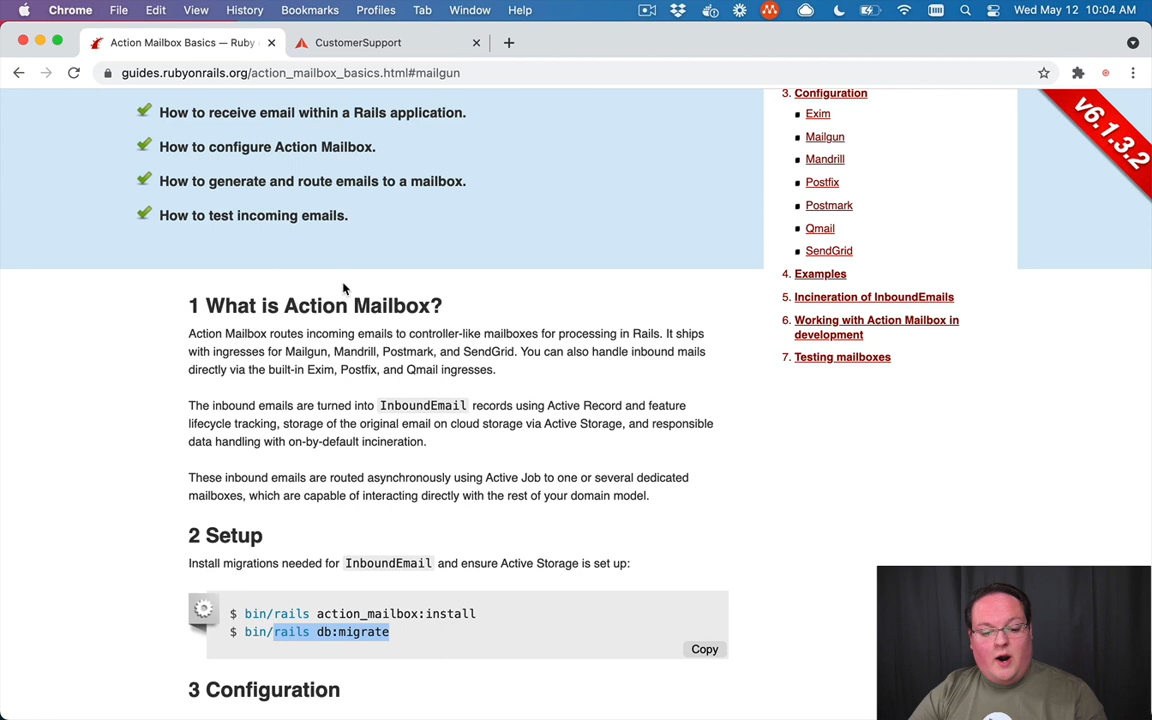 Chrome File Edit View History Bookmarks Profiles Tab Window Help Wed May 12 10:04 AM
Action Mailbox Basics — Ruby
CustomerSupport
guides.rubyonrails.org/action_mailbox_basics.html#mailgun
How to receive email within a Rails application.
How to configure Action Mailbox.
How to generate and route emails to a mailbox.
How to test incoming emails.
3. Configuration
Exim
Mailgun
Mandrill
Postfix
Postmark
Qmail
SendGrid
4. Examples
5. Incineration of InboundEmails
6. Working with Action Mailbox in
development
7. Testing mailboxes
v6.1.3.2
1 What is Action Mailbox?
Action Mailbox routes incoming emails to controller-like mailboxes for processing in Rails. It ships
with ingresses for Mailgun, Mandrill, Postmark, and SendGrid. You can also handle inbound mails
directly via the built-in Exim, Postfix, and Qmail ingresses.
The inbound emails are turned into InboundEmail records using Active Record and feature
lifecycle tracking, storage of the original email on cloud storage via Active Storage, and responsible
data handling with on-by-default incineration.
These inbound emails are routed asynchronously using Active Job to one or several dedicated
mailboxes, which are capable of interacting directly with the rest of your domain model.
2 Setup
Install migrations needed for InboundEmail and ensure Active Storage is set up:
$ bin/rails action_mailbox:install
$ bin/rails db:migrate
Copy
3 Configuration